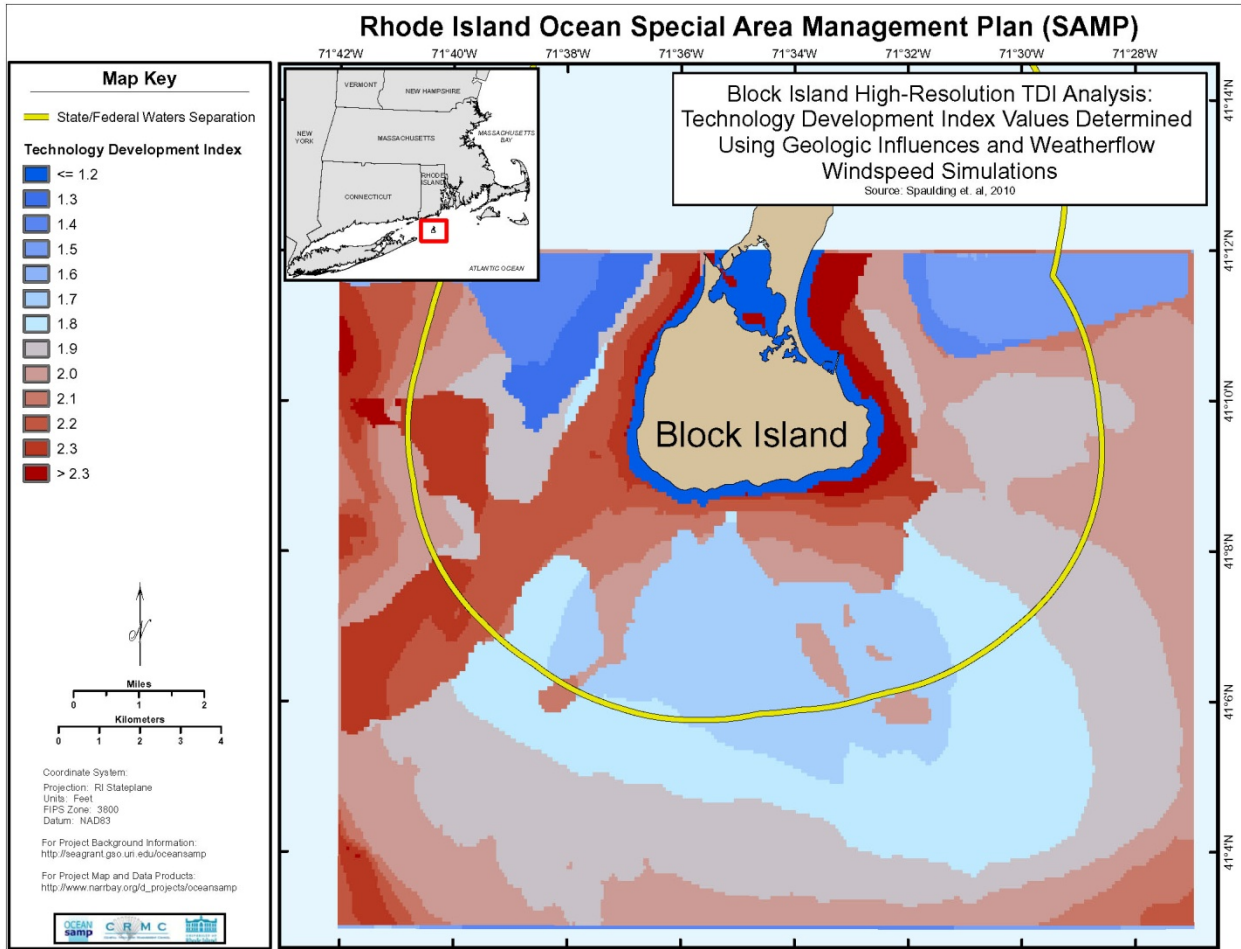 Rhode Island Ocean Special Area Management Plan (SAMP)
Map Key
State/Federal Waters Separation
Technology Development Index
<= 1.2
1.3
1.4
1.5
1.6
1.7
1.8
1.9
2.0
2.1
2.2
2.3
> 2.3
N
Miles
0 1 2
Kilometers
0 1 2 3 4
Coordinate System:
Projection: RI Stateplane
Units: Feet
FIPS Zone: 3800
Datum: NAD83
For Project Background Information:
http://seagrant.gso.uri.edu/oceansamp
For Project Map and Data Products:
http://www.narrbay.org/d_projects/oceansamp
OCEAN
samp
C R M C
71°42'W 71°40'W 71°38'W 71°36'W 71°34'W 71°32'W 71°30'W 71°28'W
VERMONT
NEW HAMPSHIRE
NEW
YORK
MASSACHUSETTS
MASSACHUSETTS
BAY
CONNECTICUT
RHODE
ISLAND
ATLANTIC OCEAN
Block Island High-Resolution TDI Analysis:
Technology Development Index Values Determined
Using Geologic Influences and Weatherflow
Windspeed Simulations
Source: Spaulding et. al, 2010
Block Island
41°14'N
41°12'N
41°10'N
41°8'N
41°6'N
41°4'N